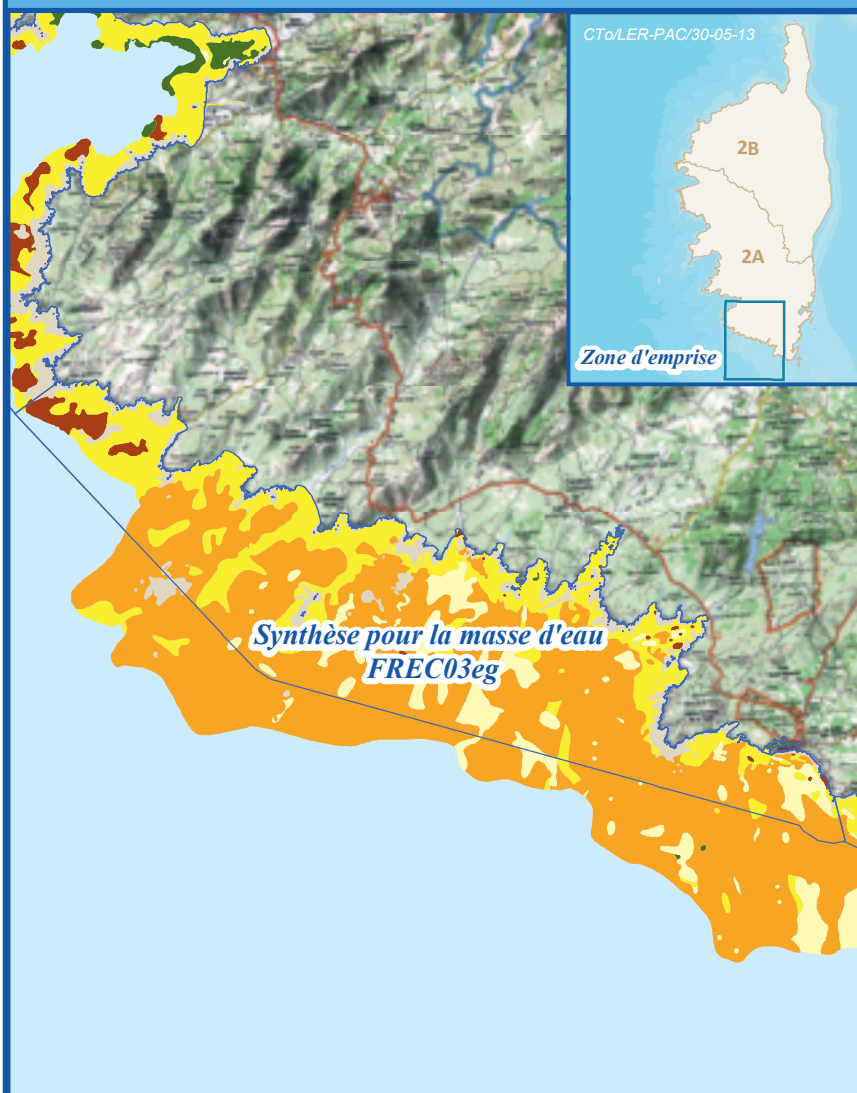 CTo/LER-PAC/30-05-13
2B
2A
Zone d'emprise
Synthèse pour la masse d'eau
FREC03eg